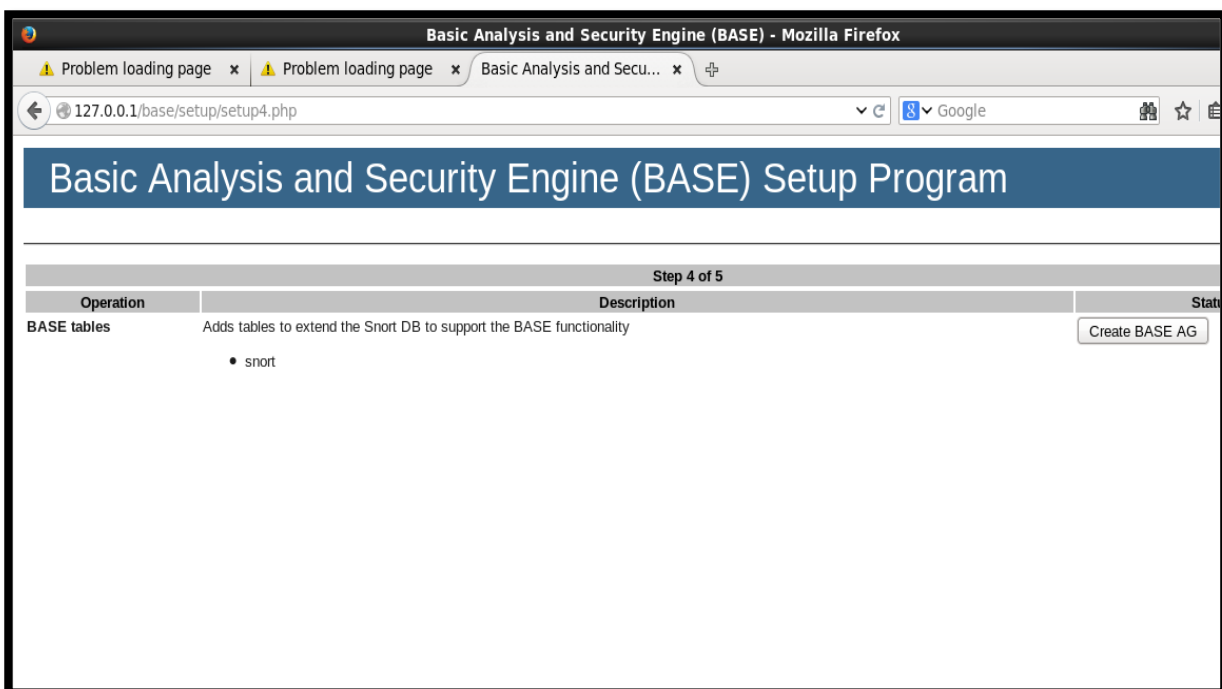 Basic Analysis and Security Engine (BASE) - Mozilla Firefox
Problem loading page Problem loading page Basic Analysis and Secu...
127.0.0.1/base/setup/setup4.php 8 Google
Basic Analysis and Security Engine (BASE) Setup Program
Step 4 of 5
Operation Description Statu
BASE tables Adds tables to extend the Snort DB to support the BASE functionality Create BASE AG
• snort